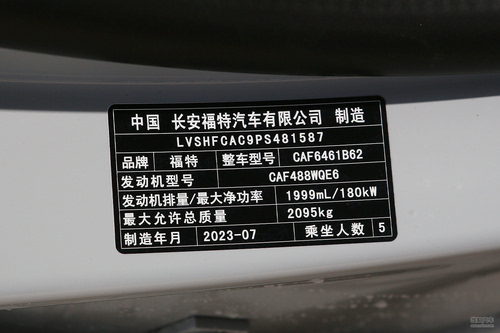 中国 长安福特汽车有限公司 制造
LVSHFCAC9PS481587
品牌 福特 整车型号 CAF6461B62
发动机型号 CAF488WQE6
发动机排量/最大净功率 1999mL/180kW
最大允许总质量 2095kg
制造年月 2023-07 乘坐人数 5